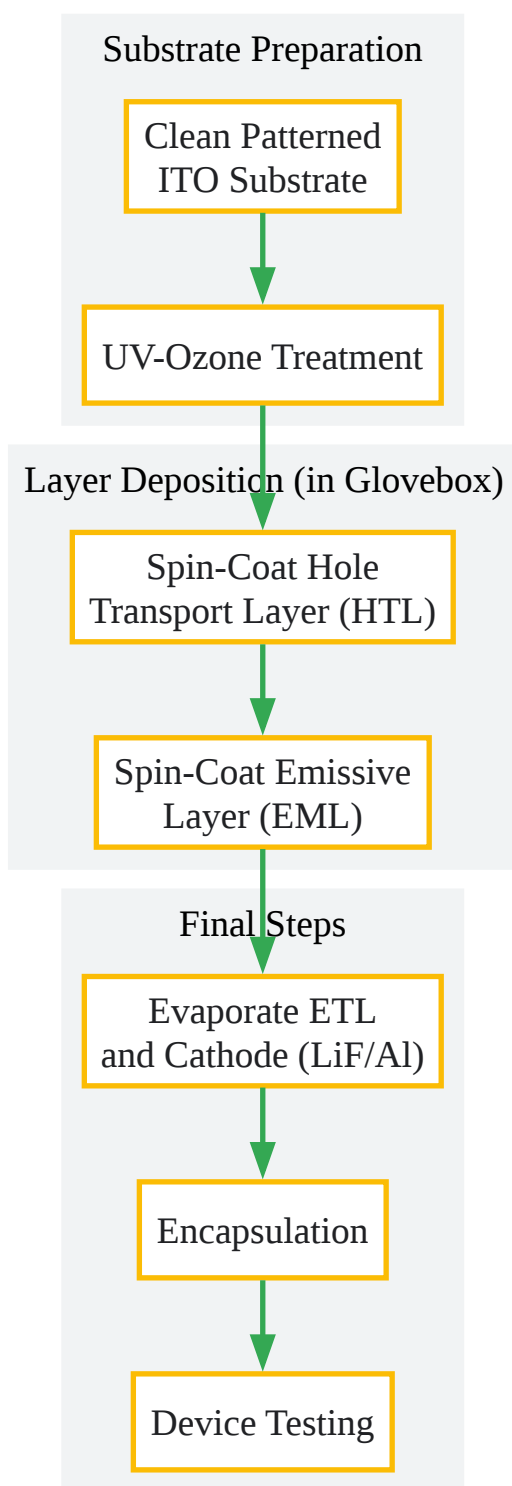 Substrate Preparation
Clean Patterned
ITO Substrate
UV-Ozone Treatment
Layer Deposition (in Glovebox)
Spin-Coat Hole
Transport Layer (HTL)
Spin-Coat Emissive
Layer (EML)
Final Steps
Evaporate ETL
and Cathode (LiF/Al)
Encapsulation
Device Testing